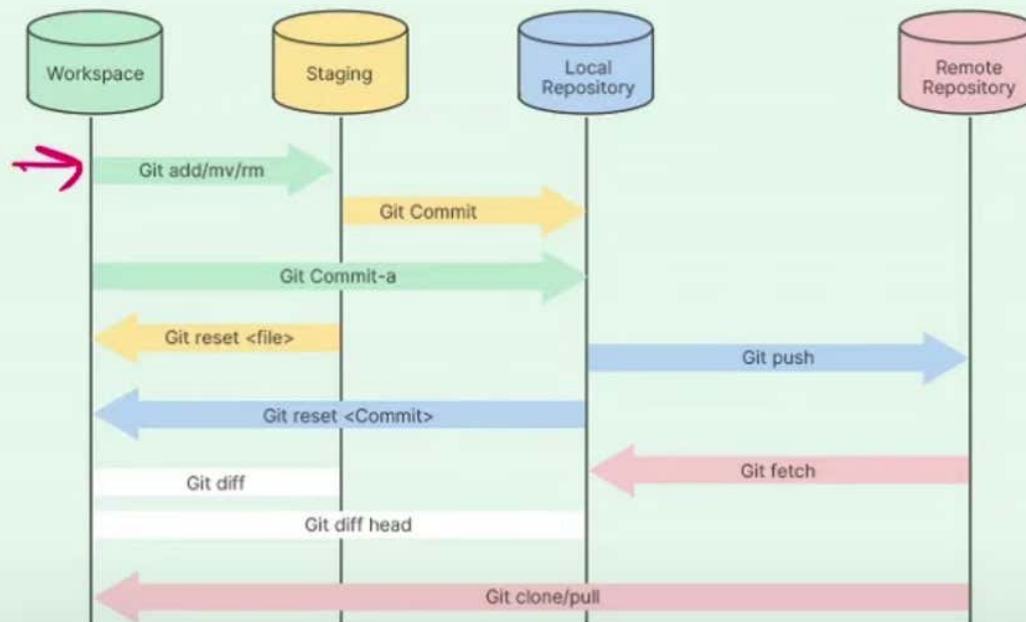 Workspace
Staging
Local
Repository
Remote
Repository
Git add/mv/rm
Git Commit
Git Commit-a
Git reset <file>
Git push
Git reset <Commit>
Git fetch
Git diff
Git diff head
Git clone/pull